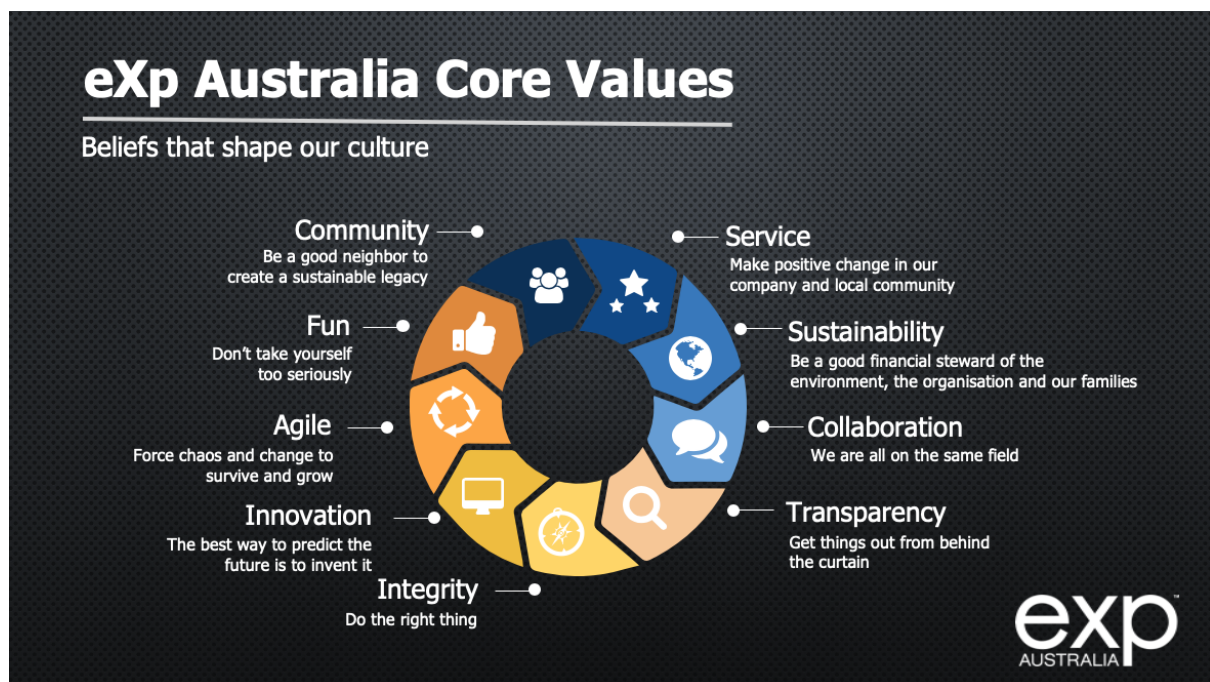 eXp Australia Core Values
Beliefs that shape our culture
Community
Be a good neighbor to
create a sustainable legacy
Service
Make positive change in our
company and local community
Fun
Don't take yourself
too seriously
Sustainability
Be a good financial steward of the
environment, the organisation and our families
Agile
Force chaos and change to
survive and grow
Collaboration
We are all on the same field
Innovation
The best way to predict the
future is to invent it
Transparency
Get things out from behind
the curtain
Integrity
Do the right thing
exp™
AUSTRALIA